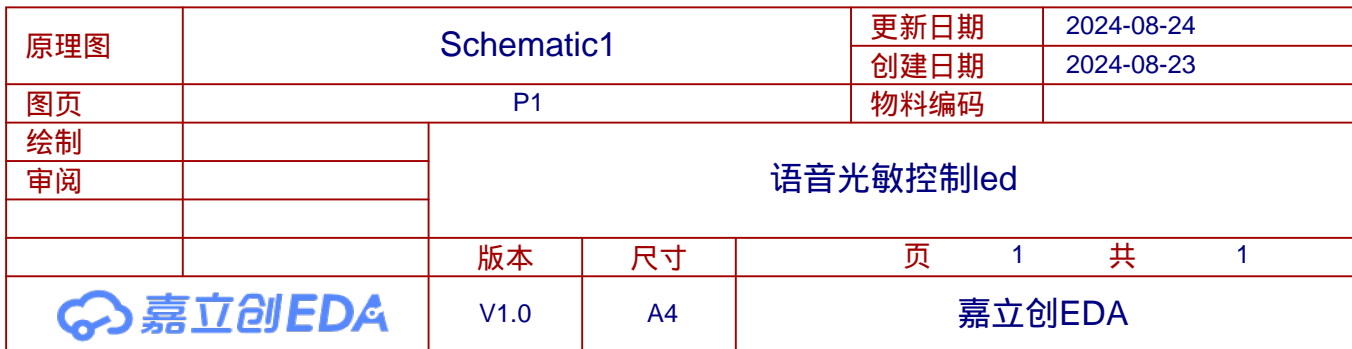 原理图 Schematic1 更新日期 2024-08-24
创建日期 2024-08-23
图页 P1 物料编码
绘制
审阅
语音光敏控制led
版本 尺寸 页 1 共 1
嘉立创EDA V1.0 A4 嘉立创EDA